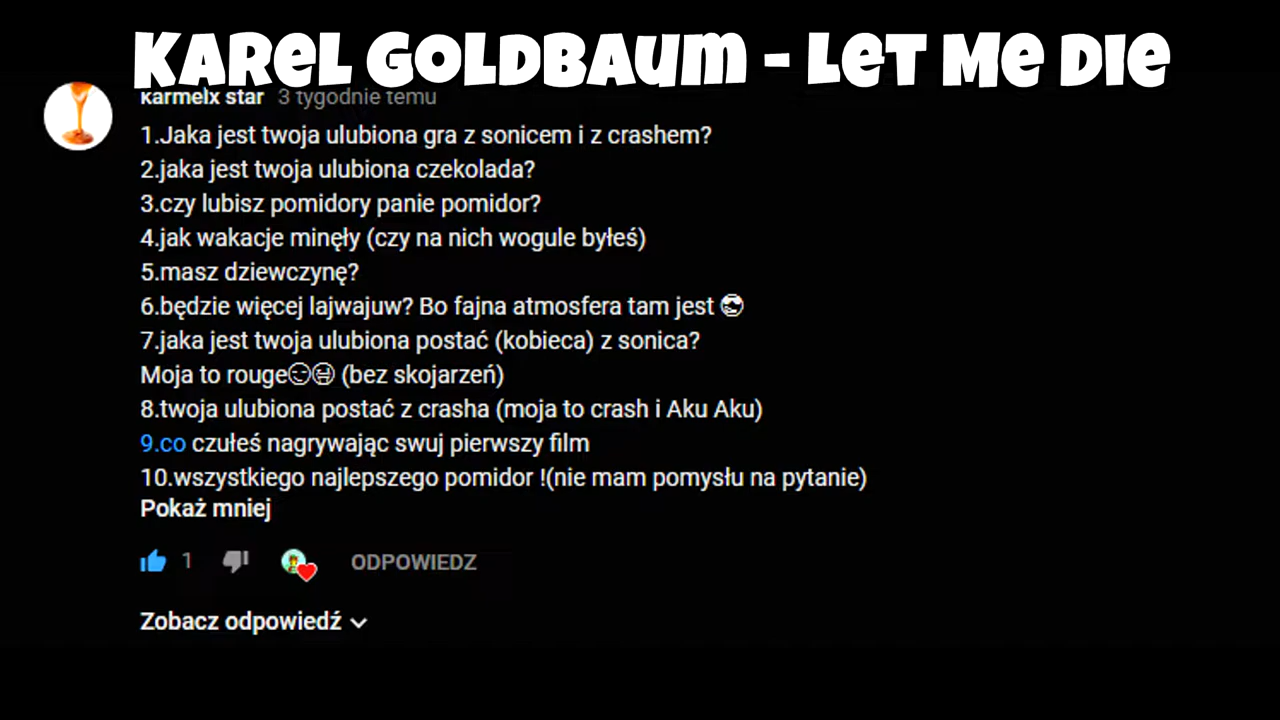 Karel Goldbaum - Let Me Die
karmelx star 3 tygodnie temu
1.Jaka jest twoja ulubiona gra z sonicem i z crashem?
2.jaka jest twoja ulubiona czekolada?
3.czy lubisz pomidory panie pomidor?
4.jak wakacje minęły (czy na nich wogule byłeś)
5.masz dziewczynę?
6.będzie więcej lajwajuw? Bo fajna atmosfera tam jest 😎
7.jaka jest twoja ulubiona postać (kobieca) z sonica?
Moja to rouge😏😅 (bez skojarzeń)
8.twoja ulubiona postać z crasha (moja to crash i Aku Aku)
9.co czułeś nagrywając swuj pierwszy film
10.wszystkiego najlepszego pomidor !(nie mam pomysłu na pytanie)
Pokaż mniej
1 ODPOWIEDZ
Zobacz odpowiedź